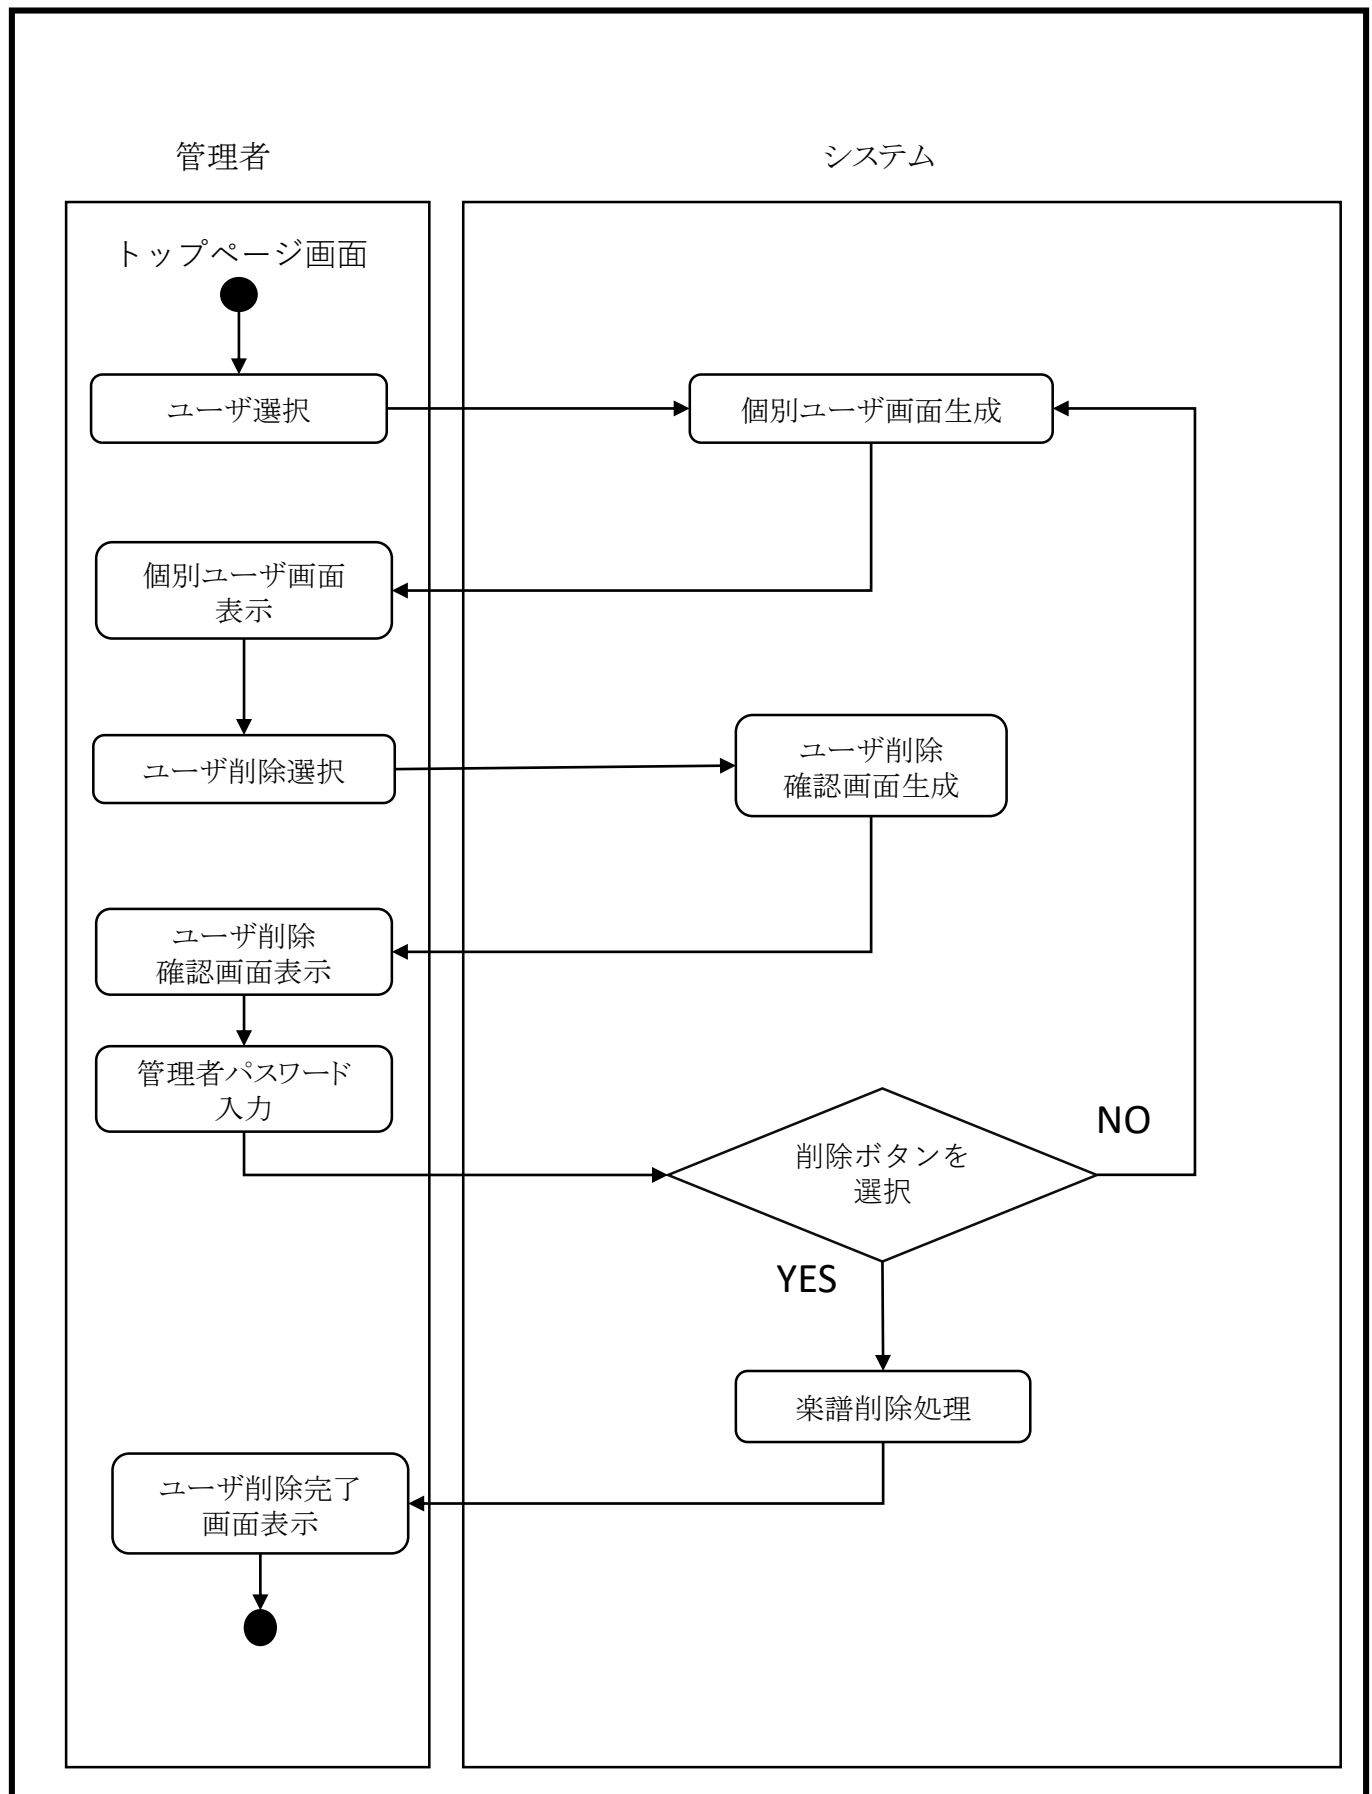 管理者
システム
トップページ画面
ユーザ選択
個別ユーザ画面生成
個別ユーザ画面
表示
ユーザ削除選択
ユーザ削除
確認画面生成
ユーザ削除
確認画面表示
管理者パスワード
入力
削除ボタンを
選択
NO
YES
楽譜削除処理
ユーザ削除完了
画面表示